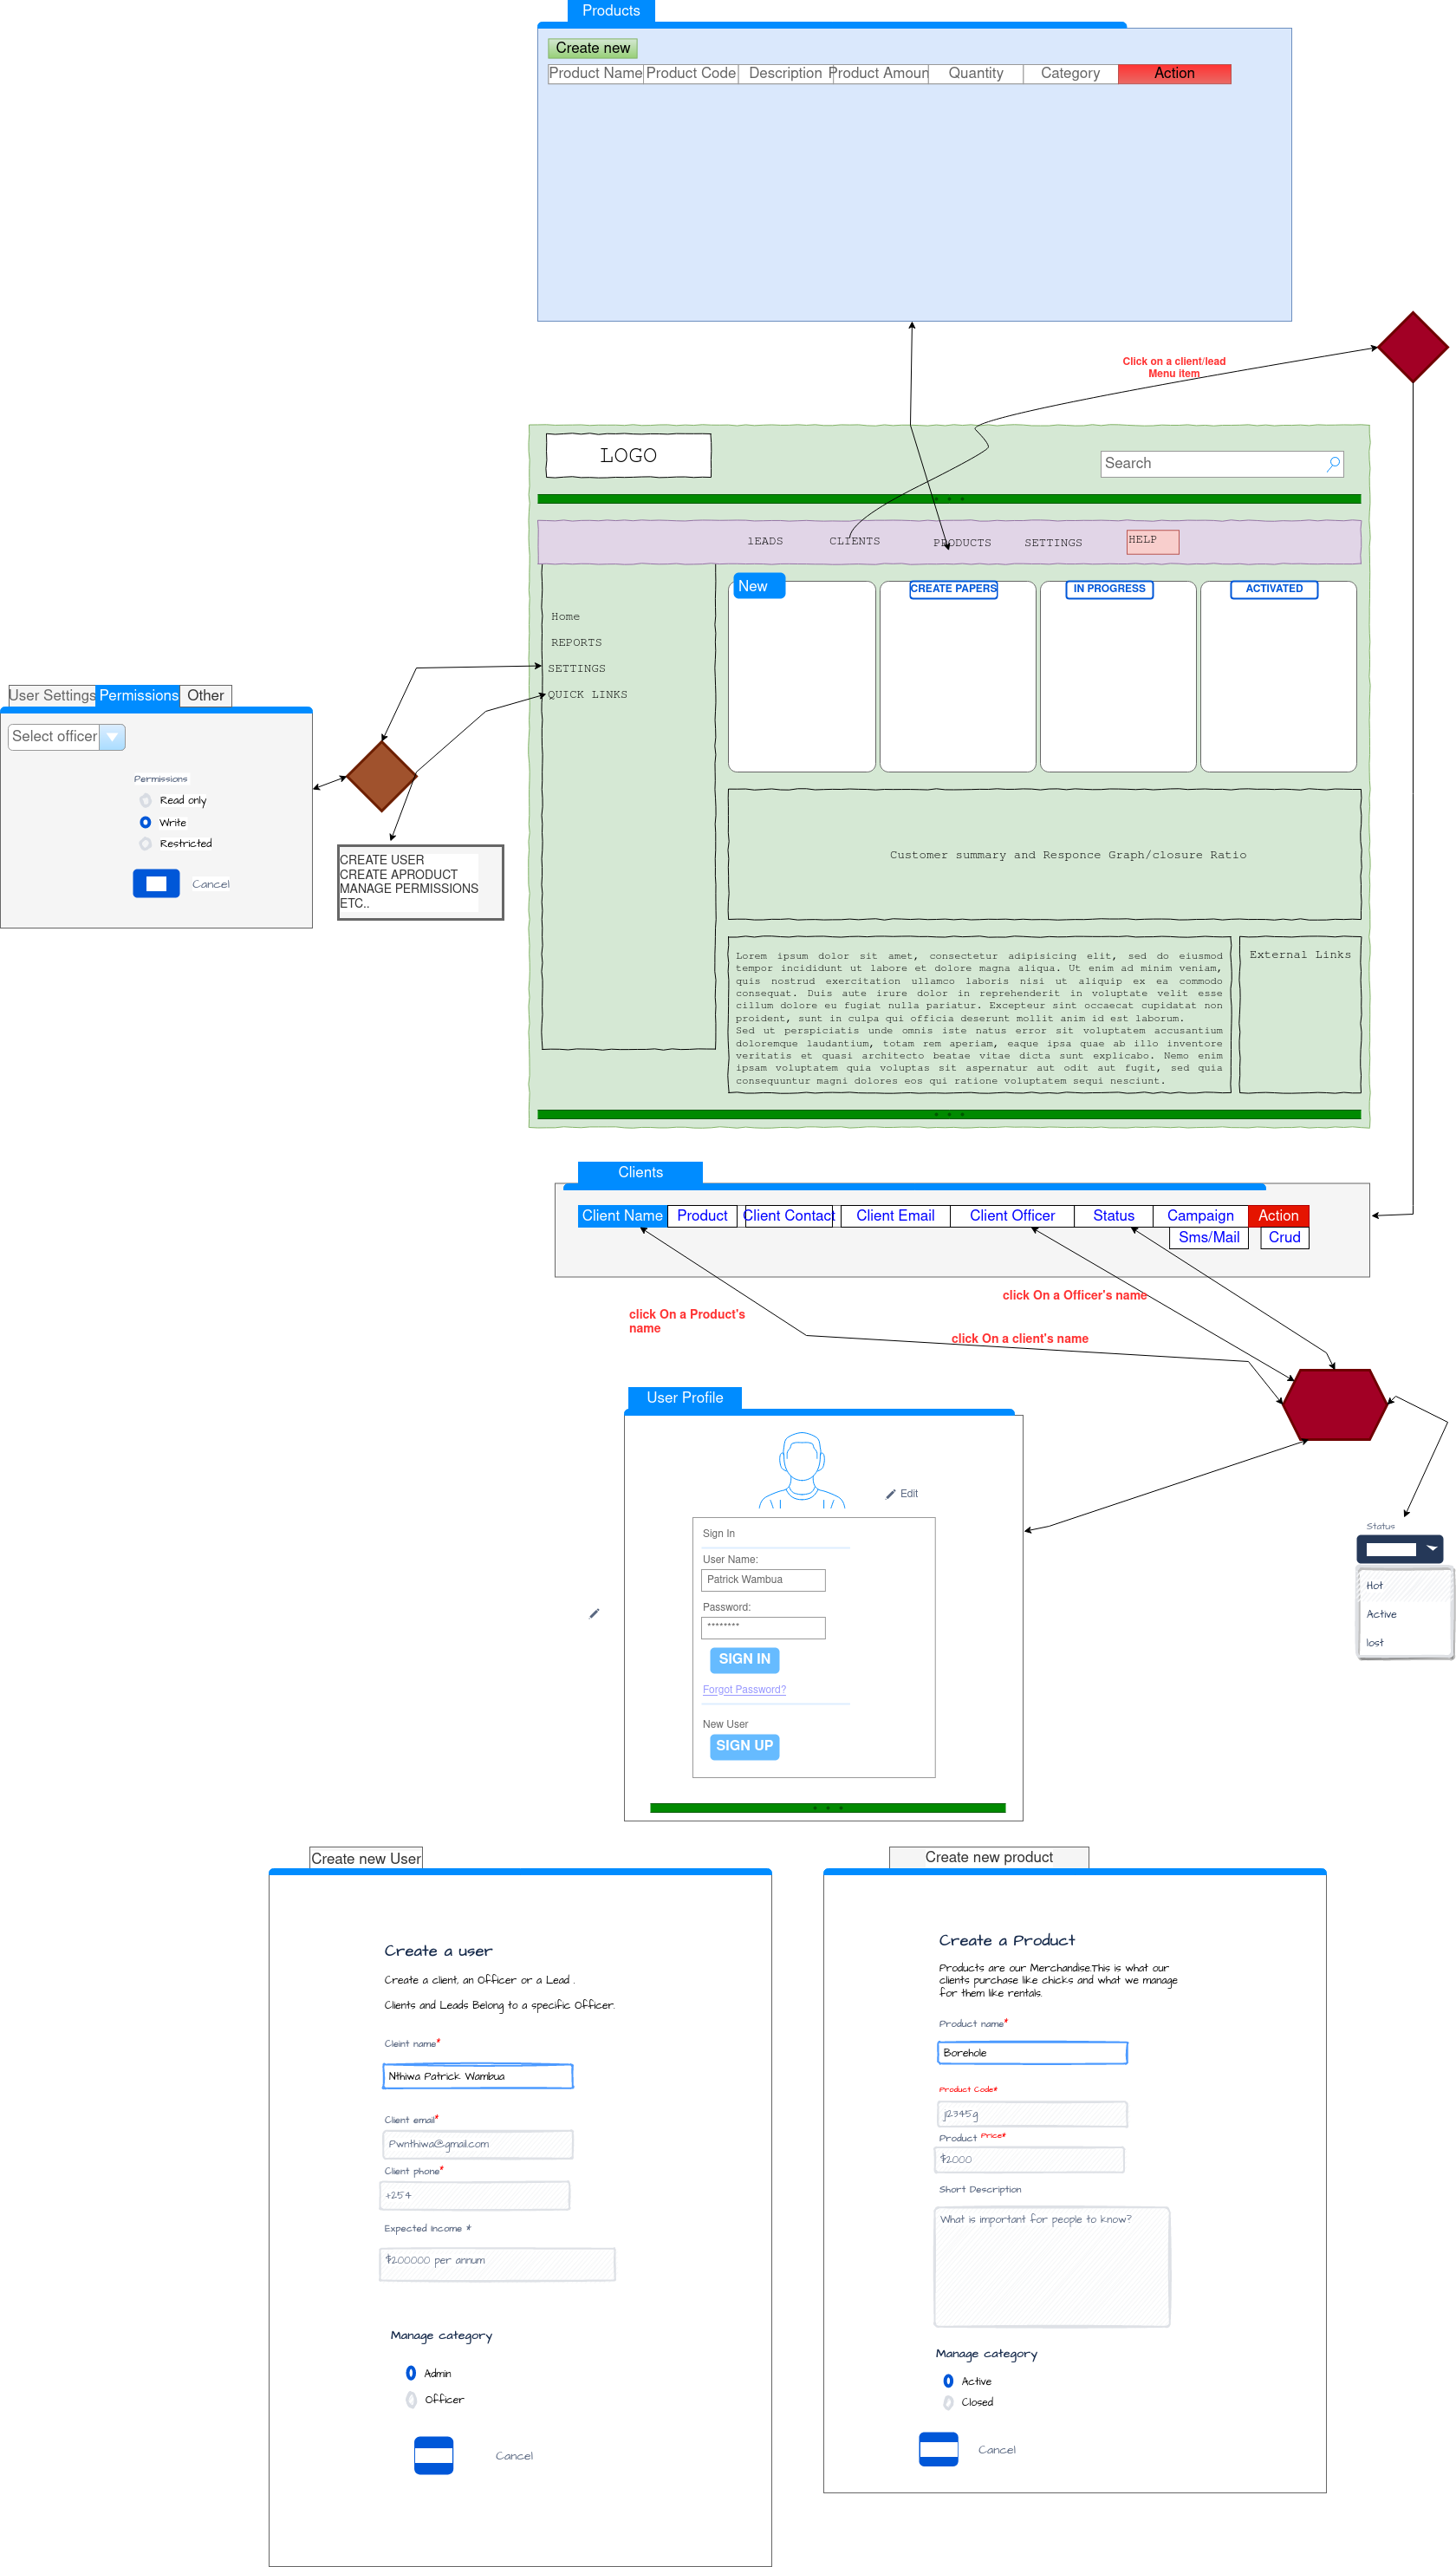 Products
Create new
Product Name Product Code Description Product Amoun Quantity Category Action
Click on a client/lead
Menu item
LOGO
Search
lEADS CLIENTS PRODUCTS SETTINGS HELP
New CREATE PAPERS IN PROGRESS ACTIVATED
Home
REPORTS
SETTINGS
QUICK LINKS
User Settings Permissions Other
Select officer
Permissions
Read only
Write
Restricted
Cancel
CREATE USER
CREATE APRODUCT
MANAGE PERMISSIONS
ETC..
Customer summary and Responce Graph/closure Ratio
Lorem ipsum dolor sit amet, consectetur adipisicing elit, sed do eiusmod
tempor incididunt ut labore et dolore magna aliqua. Ut enim ad minim veniam,
quis nostrud exercitation ullamco laboris nisi ut aliquip ex ea commodo
consequat. Duis aute irure dolor in reprehenderit in voluptate velit esse
cillum dolore eu fugiat nulla pariatur. Excepteur sint occaecat cupidatat non
proident, sunt in culpa qui officia deserunt mollit anim id est laborum.
Sed ut perspiciatis unde omnis iste natus error sit voluptatem accusantium
doloremque laudantium, totam rem aperiam, eaque ipsa quae ab illo inventore
veritatis et quasi architecto beatae vitae dicta sunt explicabo. Nemo enim
ipsam voluptatem quia voluptas sit aspernatur aut odit aut fugit, sed quia
consequuntur magni dolores eos qui ratione voluptatem sequi nesciunt.
External Links
Clients
Client Name Product Client Contact Client Email Client Officer Status Campaign Action
Sms/Mail Crud
click On a Officer's name
click On a Product's
name
click On a client's name
User Profile
Edit
Sign In
User Name:
Patrick Wambua
Password:
********
SIGN IN
Forgot Password?
New User
SIGN UP
Status
Hot
Active
lost
Create new User
Create a user
Create a client, an Officer or a Lead .
Clients and Leads Belong to a specific Officer.
Cleint name*
Nthiwa Patrick Wambua
Client email*
Pwnthiwa@gmail.com
Client phone*
+254
Expected Income *
$200000 per annum
Manage category
Admin
Officer
Cancel
Create new product
Create a Product
Products are our Merchandise.This is what our
clients purchase like chicks and what we manage
for them like rentals.
Product name*
Borehole
Product Code*
j2345g
Product Price*
$2000
Short Description
What is important for people to know?
Manage category
Active
Closed
Cancel